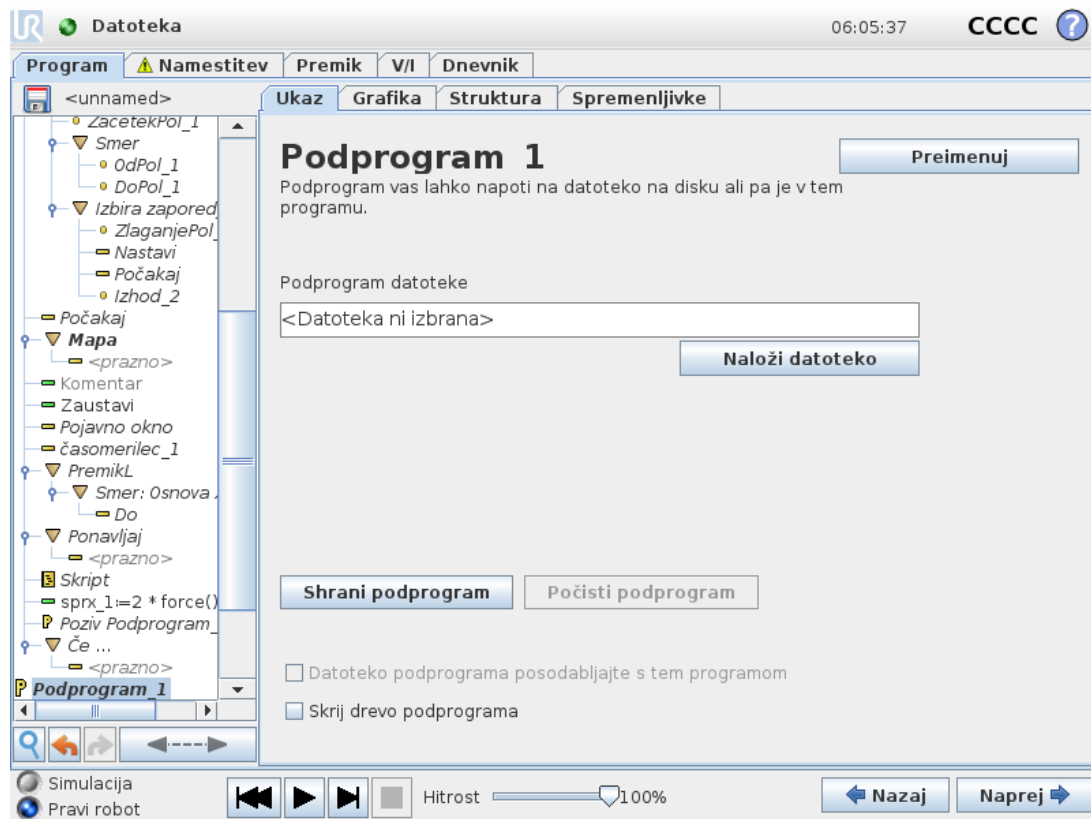 Datoteka
06:05:37
CCCC
?
Program
Namestitev
Premik
V/I
Dnevnik
<unnamed>
Ukaz
Grafika
Struktura
Spremenljivke
ZacetekPol_1
Smer
OdPol_1
DoPol_1
Izbira zapored
ZlaganjePol_
Nastavi
Počakaj
Izhod_2
Počakaj
Mapa
<prazno>
Komentar
Zaustavi
Pojavno okno
časomerilec_1
PremikL
Smer: Osnova
Do
Ponavljaj
<prazno>
Skript
sprx_1≔2 * force()
P Poziv Podprogram_
Če ...
<prazno>
P Podprogram_1
Podprogram 1
Preimenuj
Podprogram vas lahko napoti na datoteko na disku ali pa je v tem
programu.
Podprogram datoteke
<Datoteka ni izbrana>
Naloži datoteko
Shrani podprogram
Počisti podprogram
Datoteko podprograma posodabljajte s tem programom
Skrij drevo podprograma
Simulacija
Pravi robot
Hitrost
100%
Nazaj
Naprej